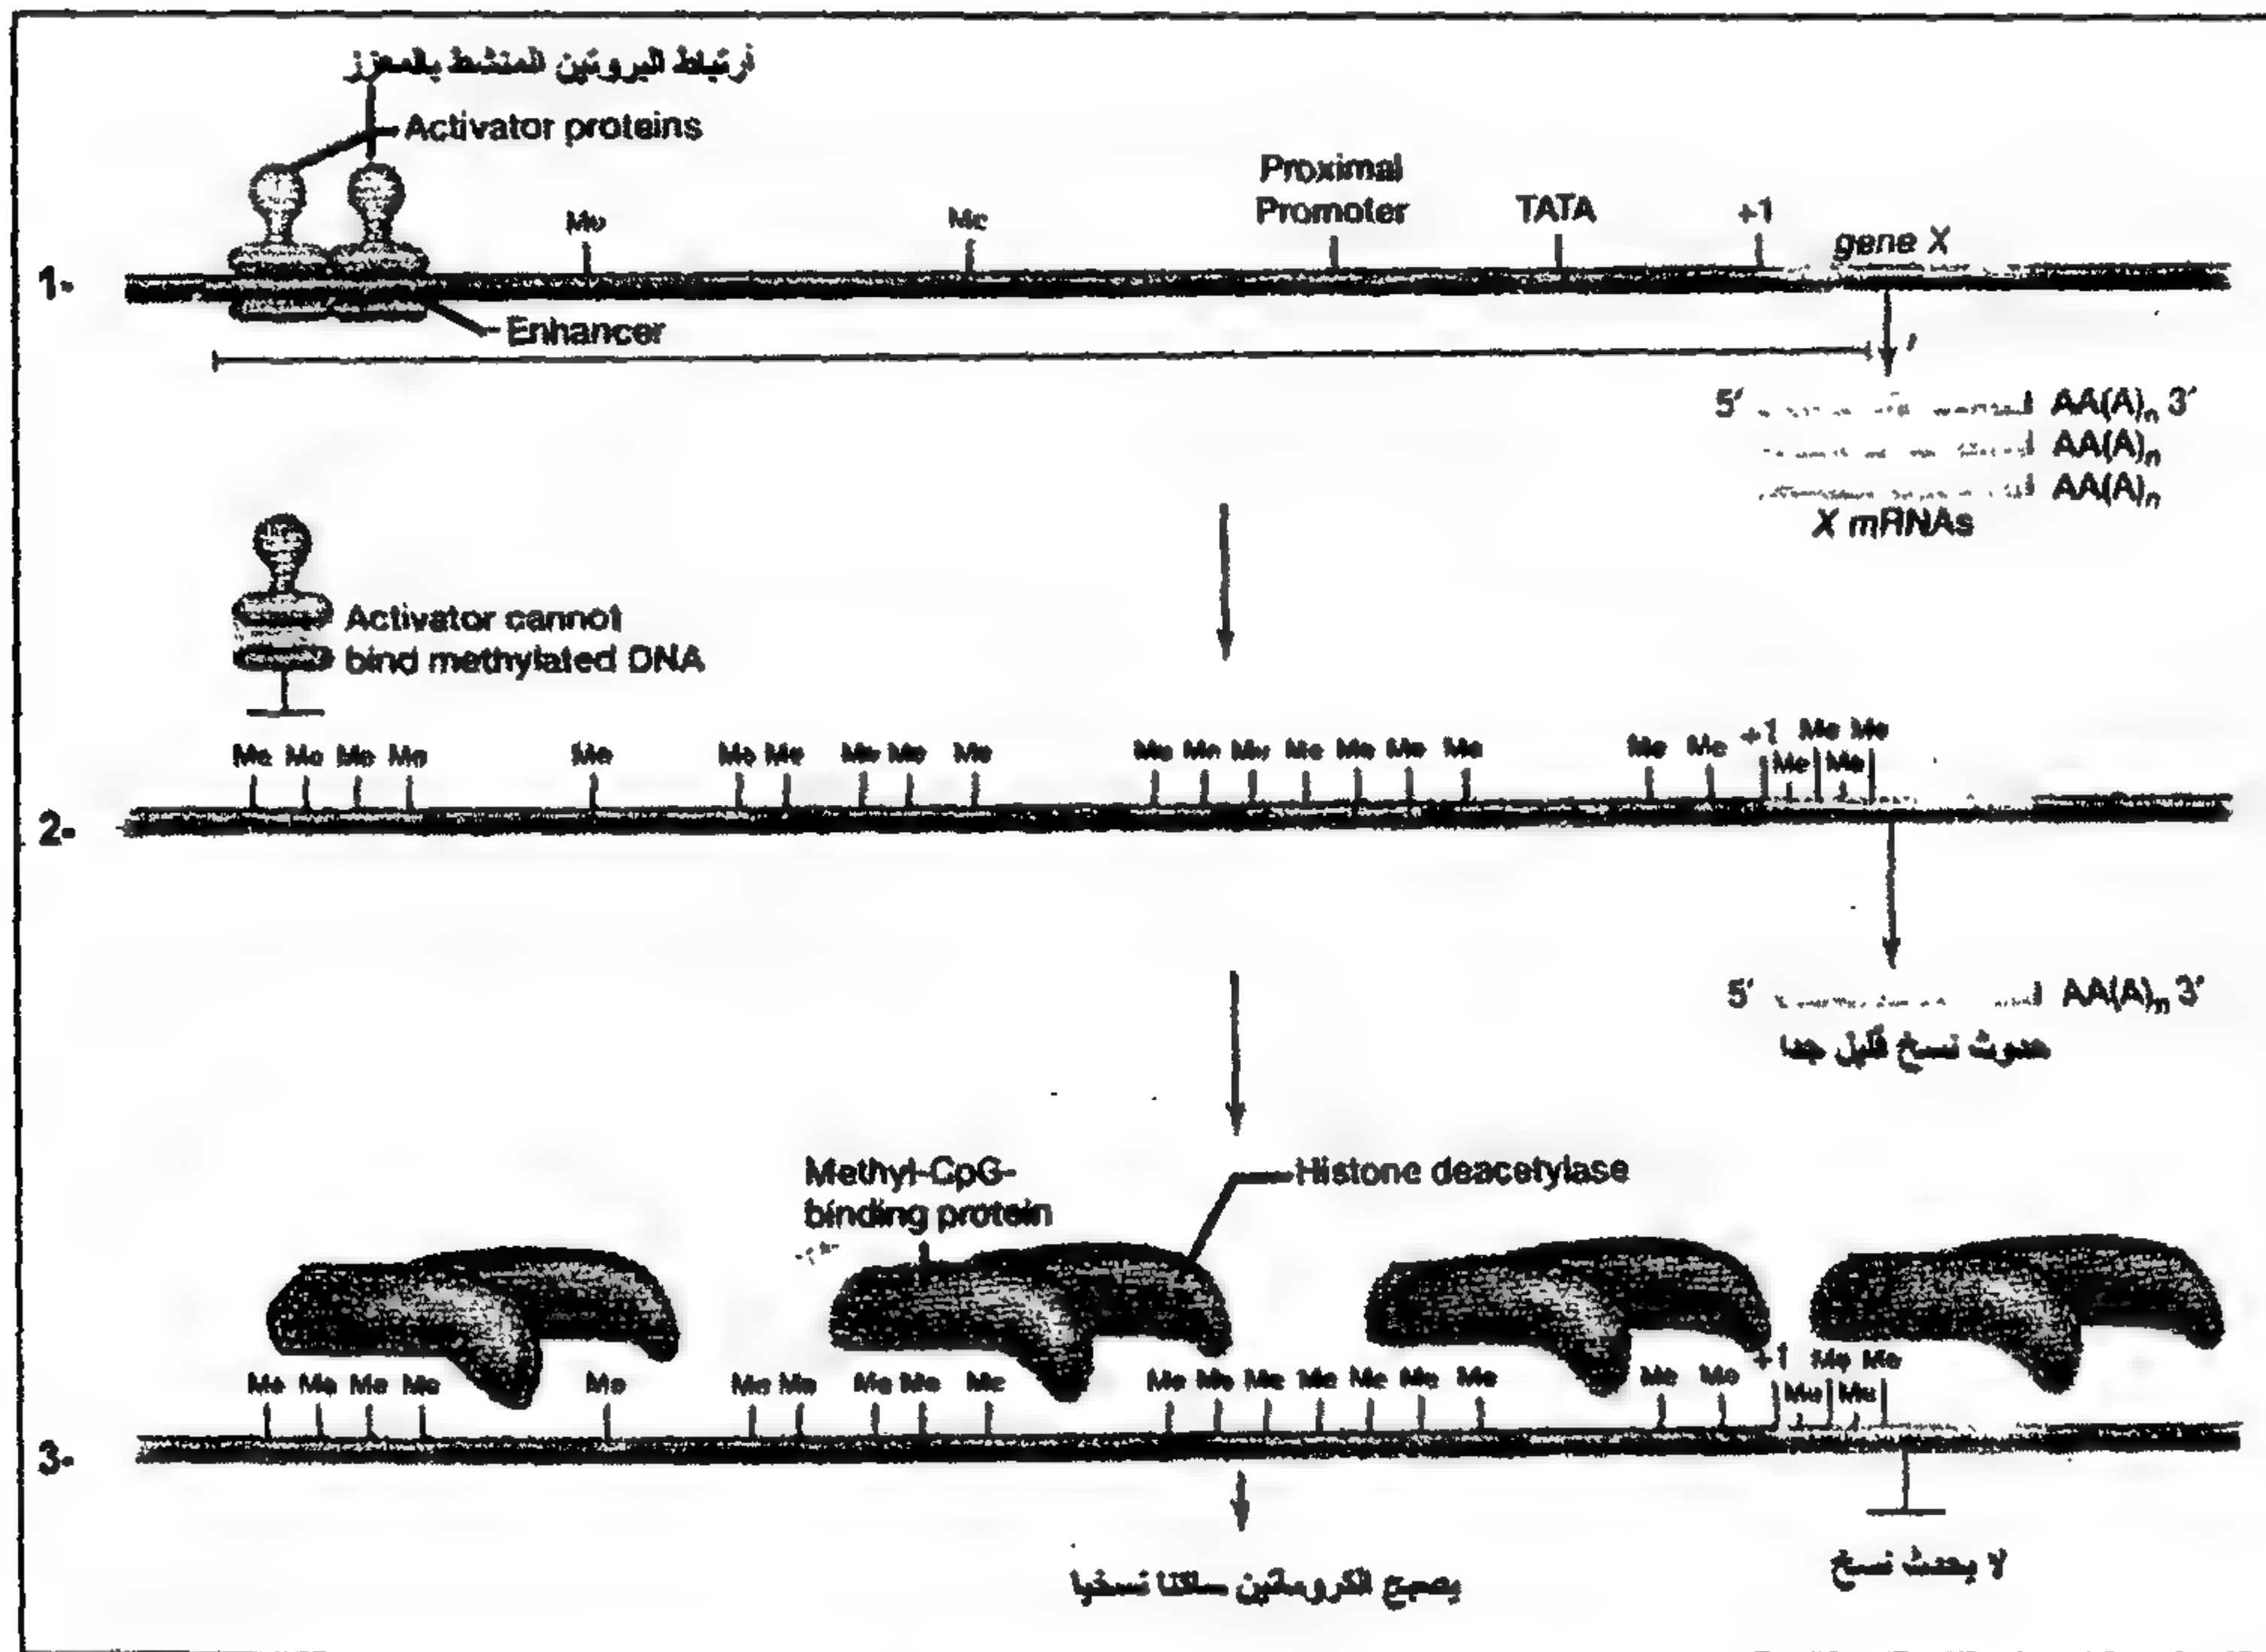 ارتباط البروتين المنشط بالمعزز
Activator proteins
Proximal
Promoter
TATA
+1
gene X
Me
Me
1-
Enhancer
5′ AA(A)n 3′
AA(A)n
AA(A)n
X mRNAs
Activator cannot
bind methylated DNA
Me Me Me Me Me Me Me Me Me Me Me Me Me Me Me Me Me Me Me +1 Me Me
Me Me
2-
5′ AA(A)n 3′
حدوث نسخ قليل جدا
Methyl-CpG-
binding protein
Histone deacetylase
Me Me Me Me Me Me Me Me Me Me Me Me Me Me Me Me Me Me Me +1 Me Me
Me Me
3-
يصبح الكروماتين ساكتا نسخيا
لا يحدث نسخ